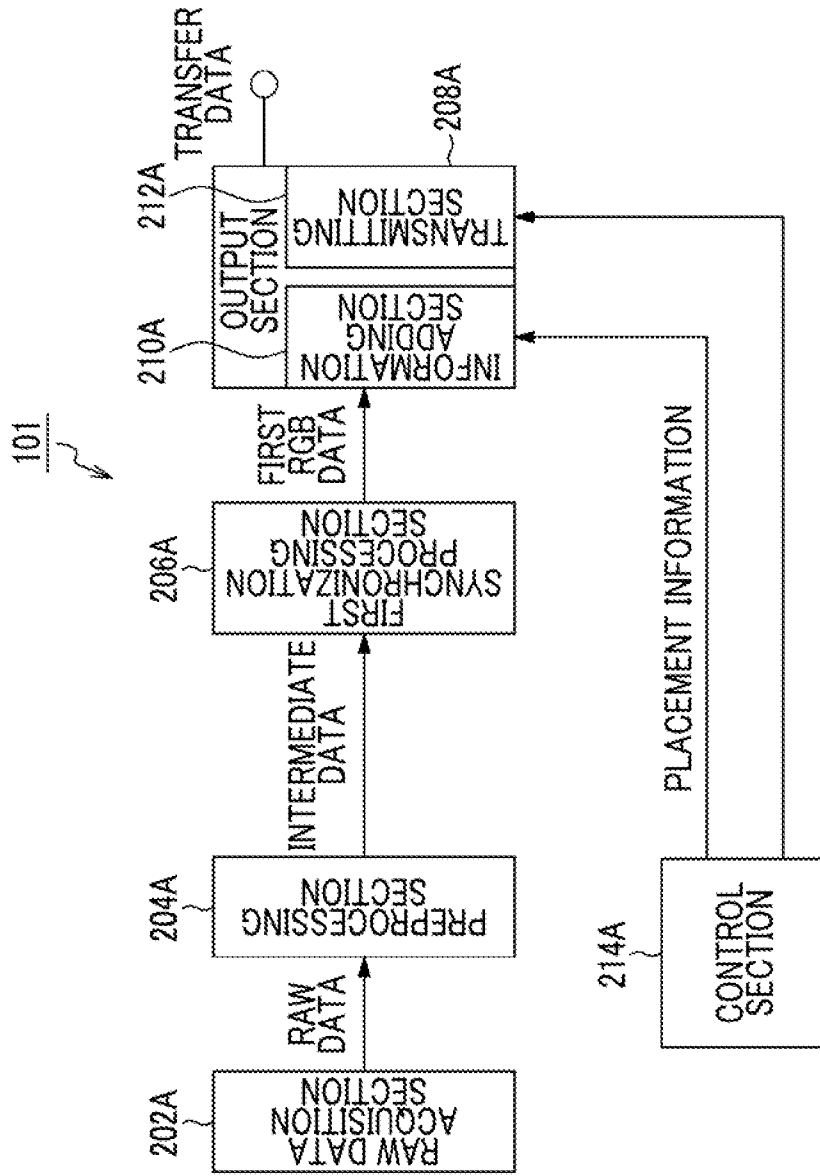 101
202A
RAW DATA
ACQUISITION
SECTION
RAW
DATA
204A
PREPROCESSING
SECTION
INTERMEDIATE
DATA
206A
FIRST
SYNCHRONIZATION
PROCESSING
SECTION
FIRST
RGB
DATA
210A
212A
OUTPUT
SECTION
INFORMATION
ADDING
SECTION
TRANSMITTING
SECTION
208A
TRANSFER
DATA
214A
CONTROL
SECTION
PLACEMENT INFORMATION